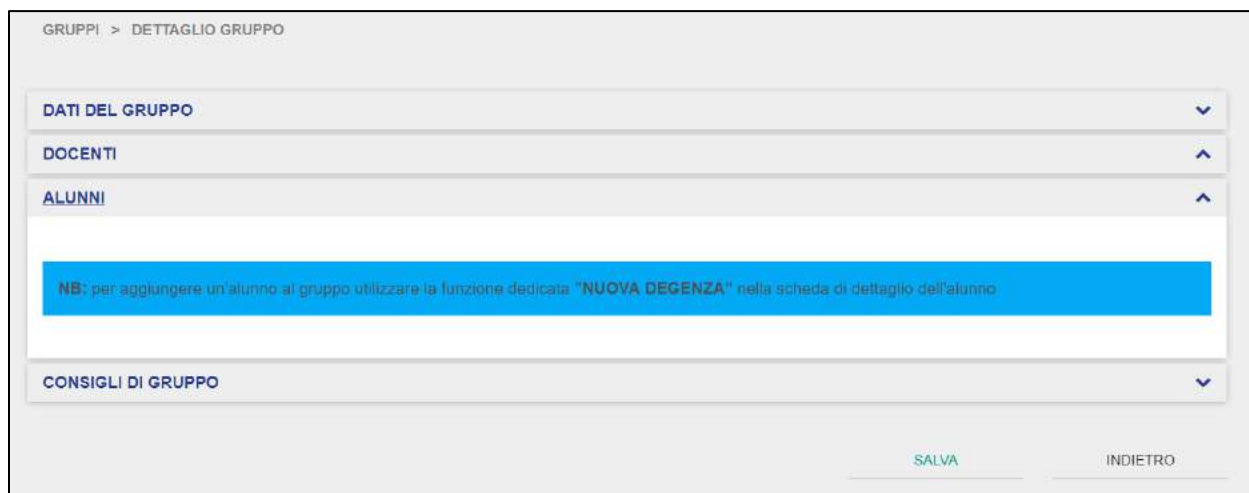 GRUPPI > DETTAGLIO GRUPPO
DATI DEL GRUPPO
DOCENTI
ALUNNI
NB: per aggiungere un'alunno al gruppo utilizzare la funzione dedicata "NUOVA DEGENZA" nella scheda di dettaglio dell'alunno
CONSIGLI DI GRUPPO
SALVA INDIETRO